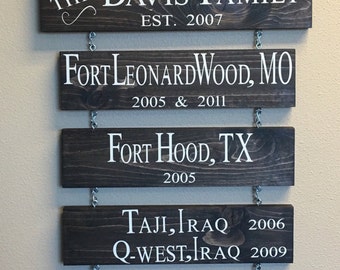 The Davis Family
EST. 2007
FORT LEONARDWOOD, MO
2005 & 2011
FORT HOOD, TX
2005
TAJI, IRAQ 2006
Q-WEST, IRAQ 2009